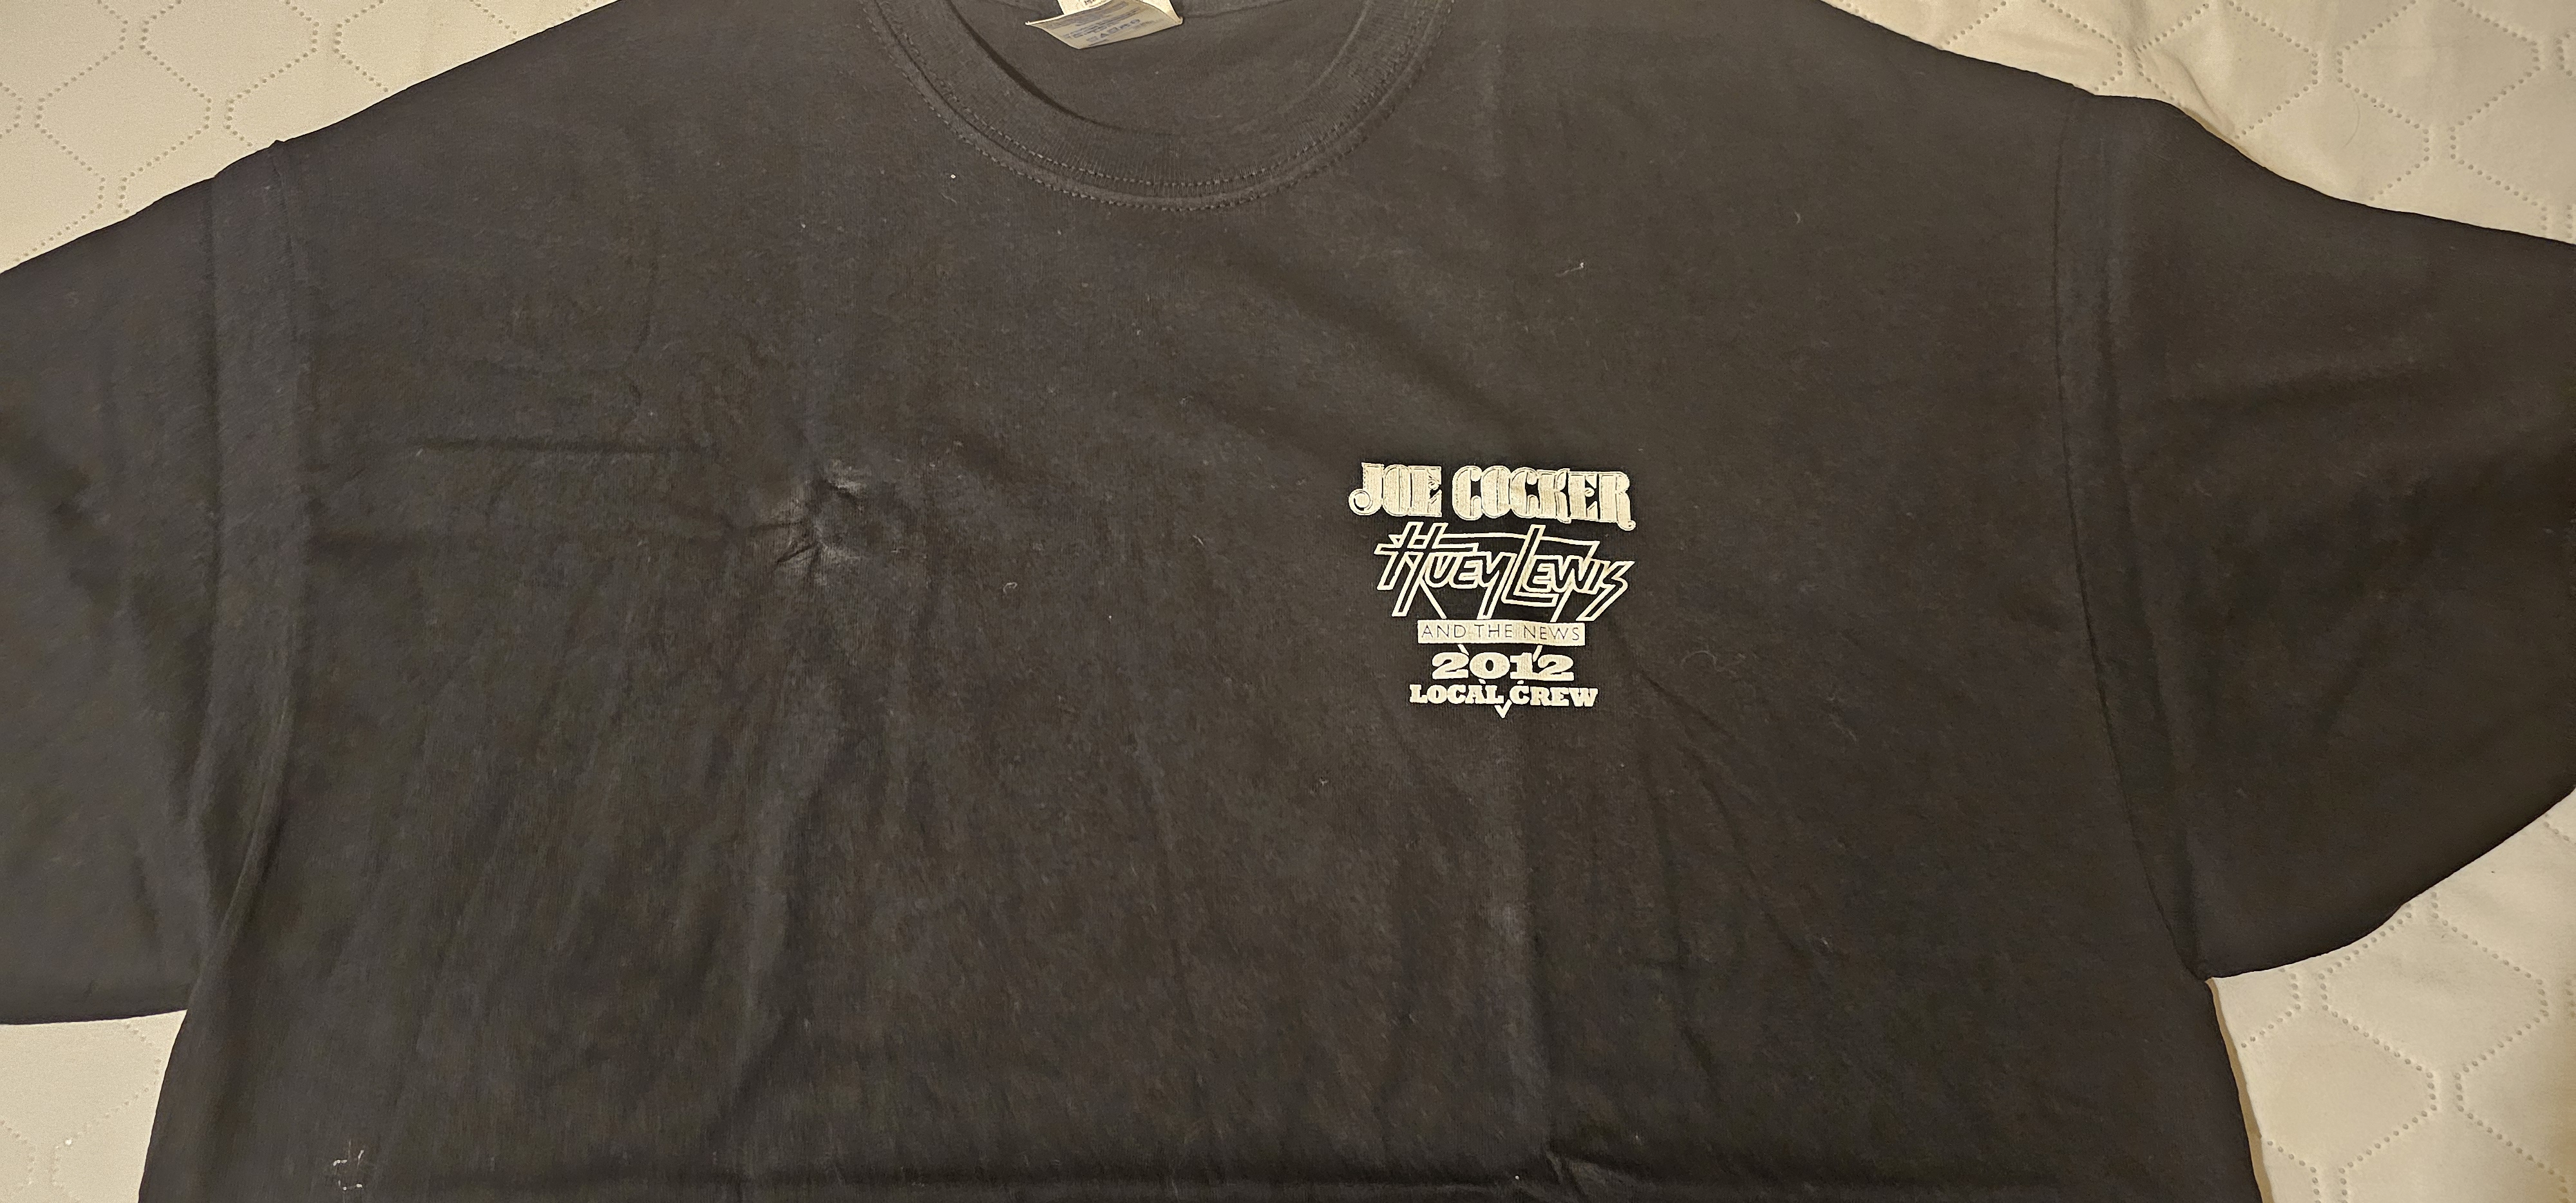 JOE COCKER
HUEY LEWIS
AND THE NEWS
2012
LOCAL CREW